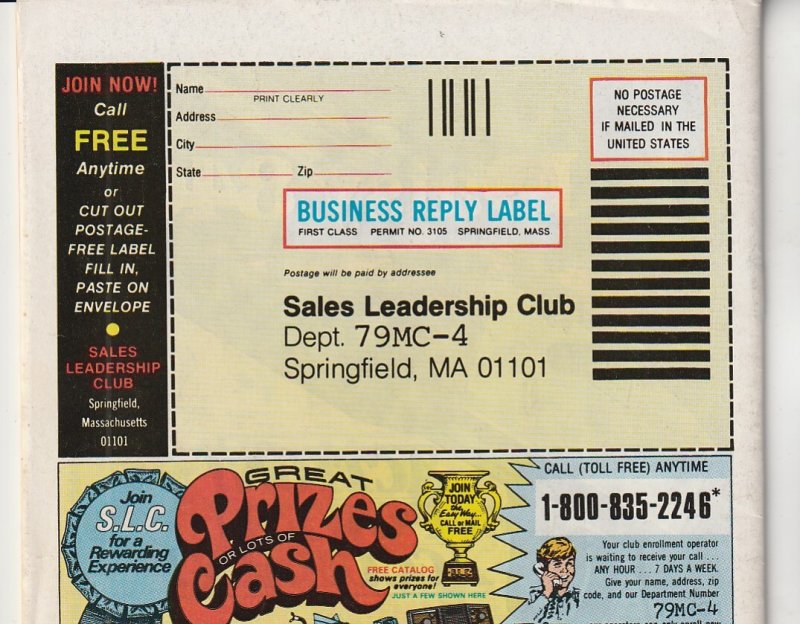 JOIN NOW!
Call
FREE
Anytime
or
CUT OUT
POSTAGE-
FREE LABEL
FILL IN,
PASTE ON
ENVELOPE
SALES
LEADERSHIP
CLUB
Springfield,
Massachusetts
01101
Name
PRINT CLEARLY
Address
City
State Zip
NO POSTAGE
NECESSARY
IF MAILED IN THE
UNITED STATES
BUSINESS REPLY LABEL
FIRST CLASS PERMIT NO. 3105 SPRINGFIELD, MASS.
Postage will be paid by addressee
Sales Leadership Club
Dept. 79MC-4
Springfield, MA 01101
Join
S.L.C.
for a
Rewarding
Experience
GREAT
Prizes
OR LOTS OF
Cash
JOIN
TODAY
the
Easy Way...
CALL or MAIL
FREE
FREE CATALOG
shows prizes for
everyone!
JUST A FEW SHOWN HERE
CALL (TOLL FREE) ANYTIME
1-800-835-2246*
Your club enrollment operator
is waiting to receive your call . . .
ANY HOUR . . . 7 DAYS A WEEK.
Give your name, address, zip
code, and our Department Number
79MC-4